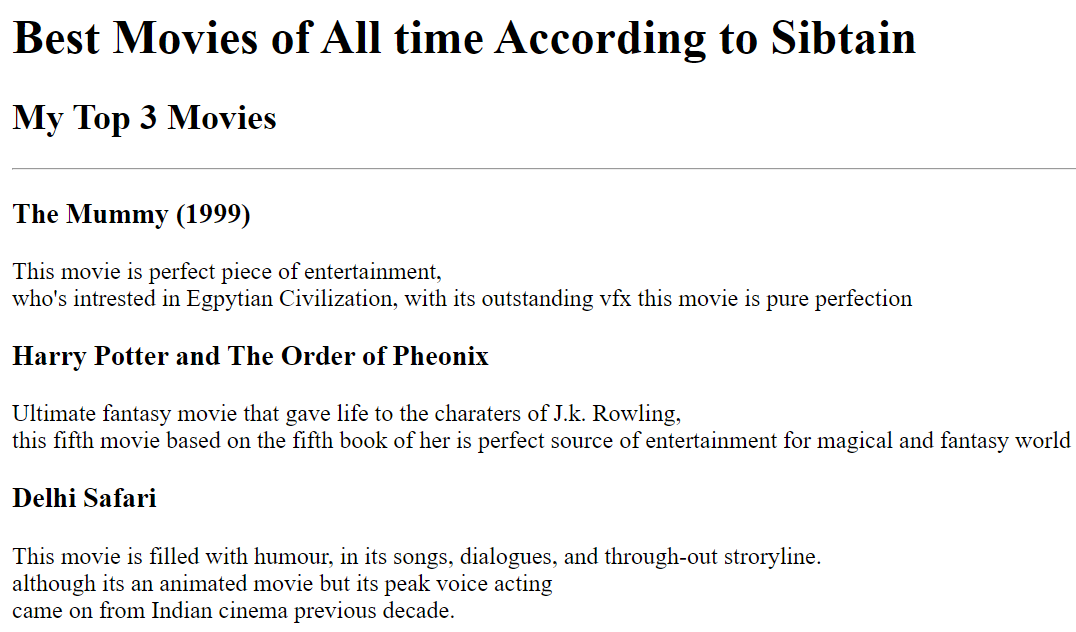 Best Movies of All time According to Sibtain
My Top 3 Movies
The Mummy (1999)
This movie is perfect piece of entertainment,
who's intrested in Egpytian Civilization, with its outstanding vfx this movie is pure perfection
Harry Potter and The Order of Pheonix
Ultimate fantasy movie that gave life to the charaters of J.k. Rowling,
this fifth movie based on the fifth book of her is perfect source of entertainment for magical and fantasy world
Delhi Safari
This movie is filled with humour, in its songs, dialogues, and through-out stroryline.
although its an animated movie but its peak voice acting
came on from Indian cinema previous decade.